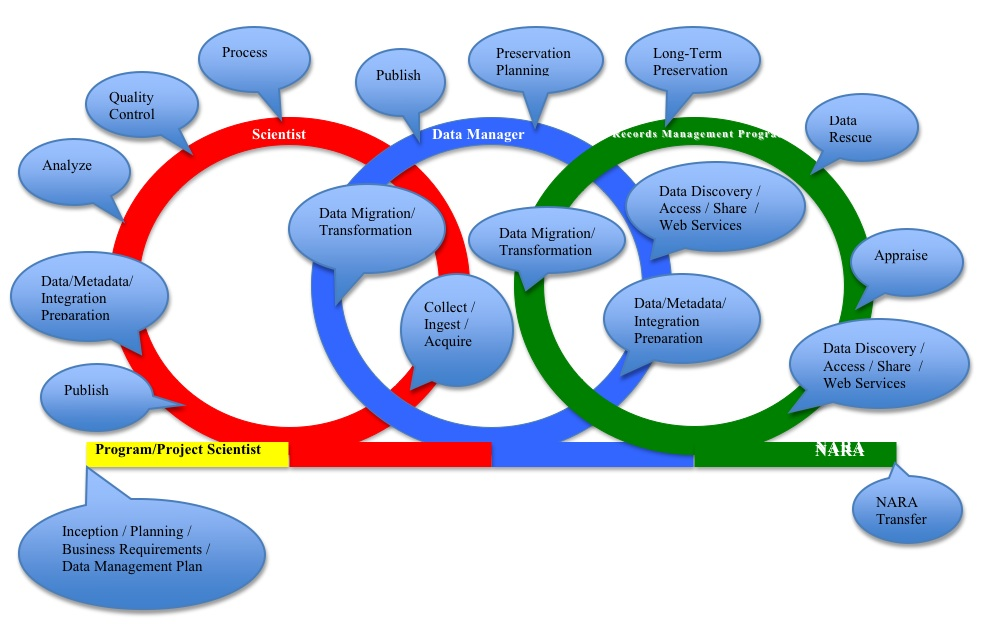 Process
Publish
Preservation
Planning
Long-Term
Preservation
Quality
Control
Data
Rescue
Scientist
Data Manager
Records Management
Analyze
Data Migration/
Transformation
Data Migration/
Transformation
Data Discovery /
Access / Share /
Web Services
Appraise
Data/Metadata/
Integration
Preparation
Collect /
Ingest /
Acquire
Data/Metadata/
Integration
Preparation
Data Discovery /
Access / Share /
Web Services
Publish
Program/Project Scientist
NARA
NARA
Transfer
Inception / Planning /
Business Requirements /
Data Management Plan